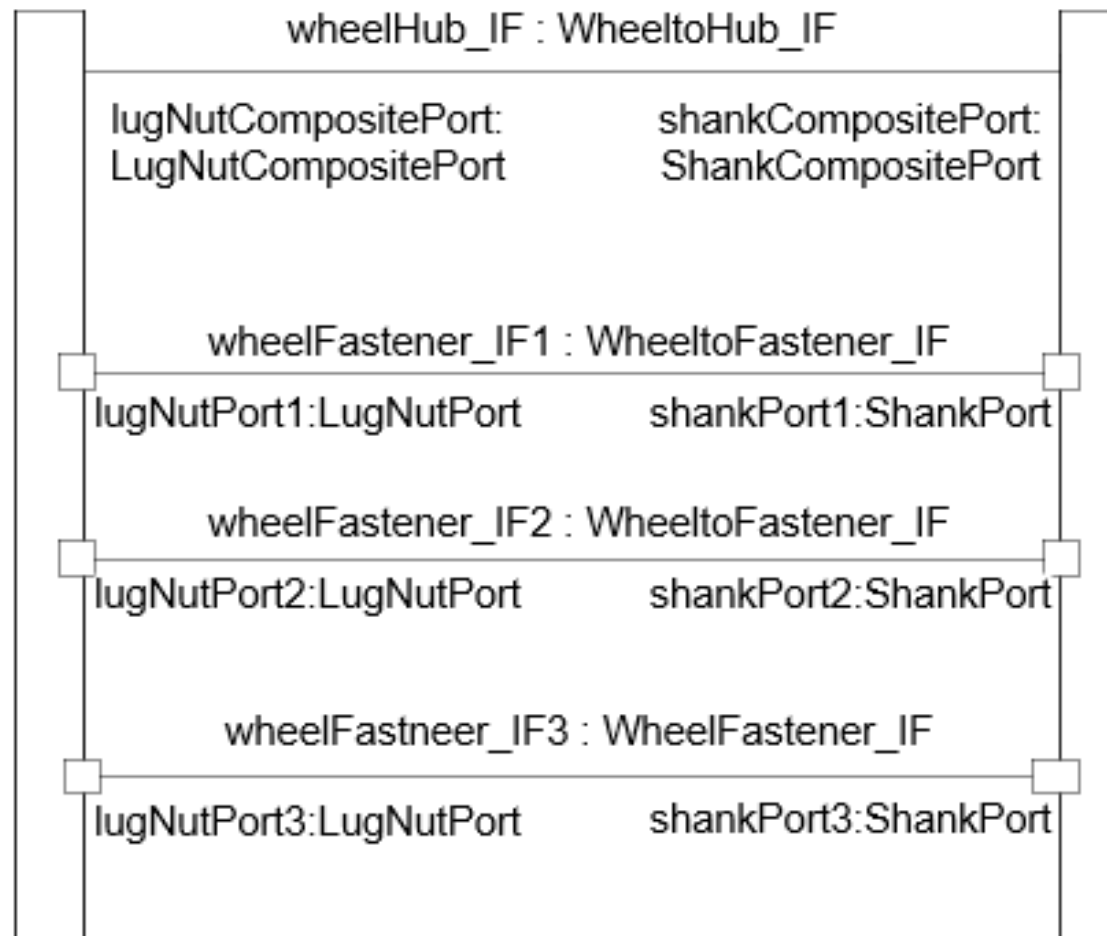 wheelHub_IF : WheeltoHub_IF
lugNutCompositePort: shankCompositePort:
LugNutCompositePort ShankCompositePort
wheelFastener_IF1 : WheeltoFastener_IF
lugNutPort1:LugNutPort shankPort1:ShankPort
wheelFastener_IF2 : WheeltoFastener_IF
lugNutPort2:LugNutPort shankPort2:ShankPort
wheelFastneer_IF3 : WheelFastener_IF
lugNutPort3:LugNutPort shankPort3:ShankPort